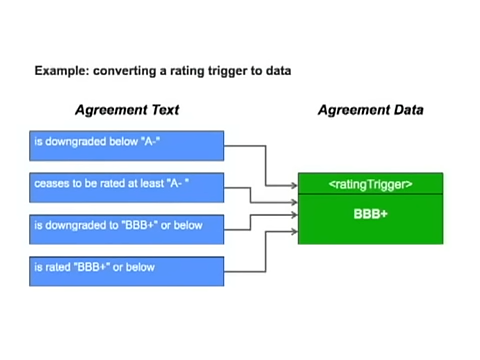 Example: converting a rating trigger to data
Agreement Text
Agreement Data
is downgraded below "A-"
ceases to be rated at least "A- "
is downgraded to "BBB+" or below
is rated "BBB+" or below
<ratingTrigger>
BBB+